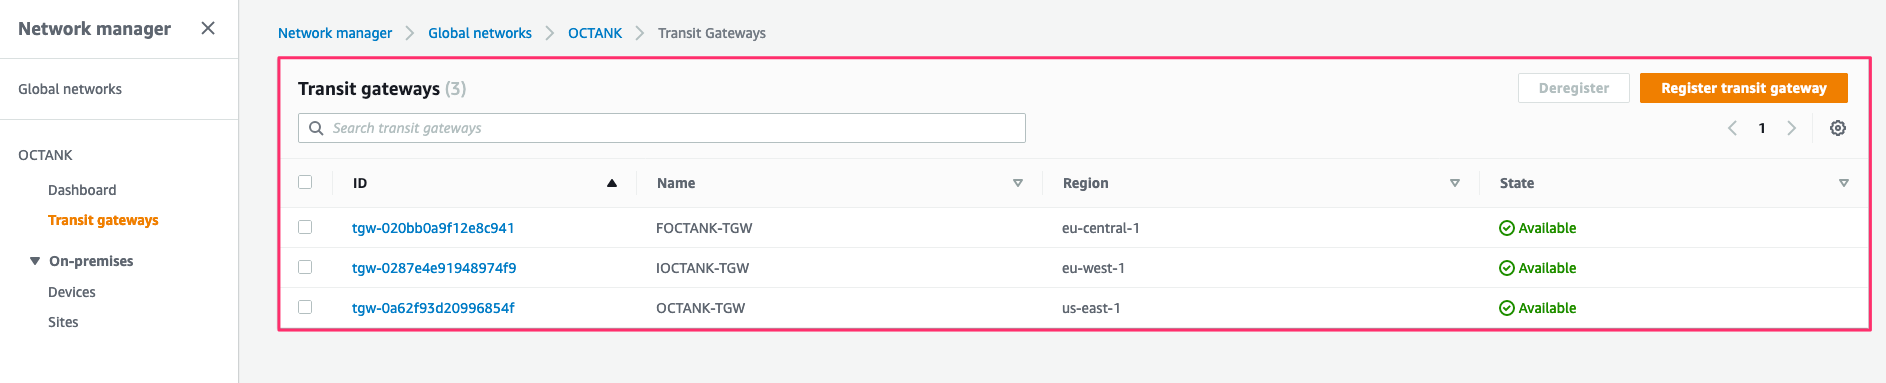 Network manager
Global networks
OCTANK
Dashboard
Transit gateways
On-premises
Devices
Sites
Network manager Global networks OCTANK Transit Gateways
Transit gateways (3)
Deregister Register transit gateway
Search transit gateways
1
ID Name Region State
tgw-020bb0a9f12e8c941 FOCTANK-TGW eu-central-1 Available
tgw-0287e4e91948974f9 IOCTANK-TGW eu-west-1 Available
tgw-0a62f93d20996854f OCTANK-TGW us-east-1 Available